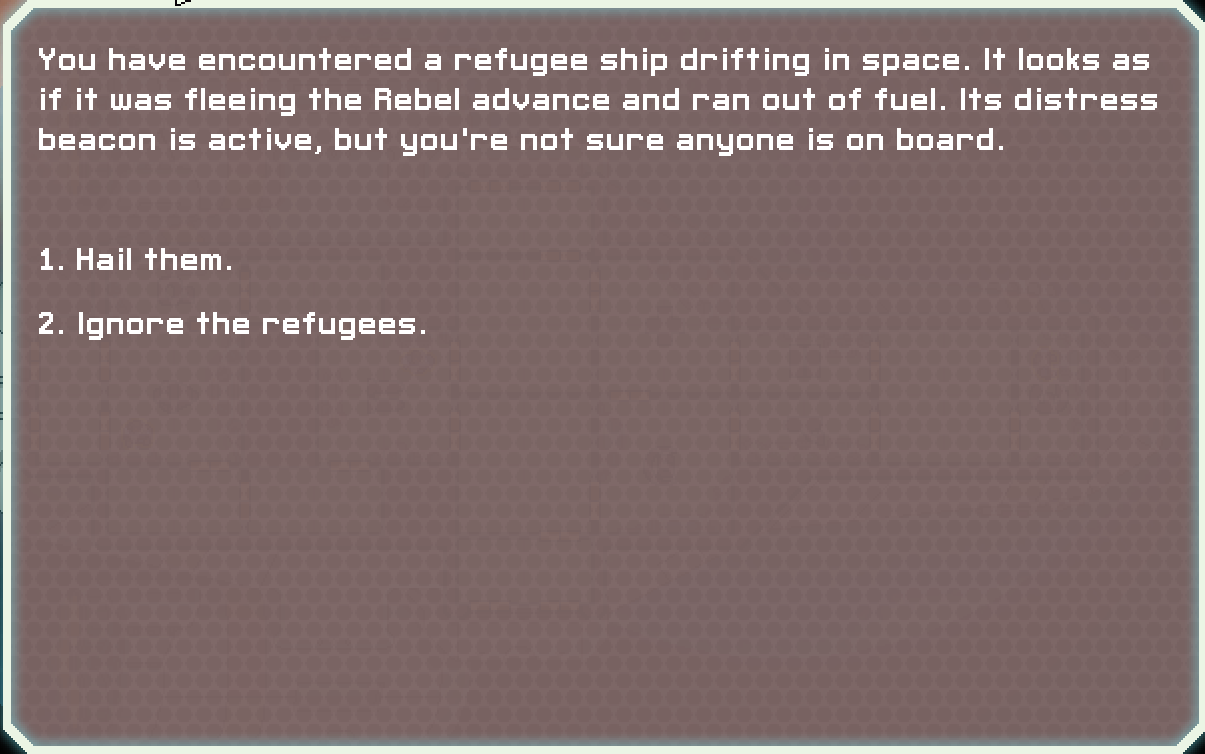 You have encountered a refugee ship drifting in space. It looks as
if it was fleeing the Rebel advance and ran out of fuel. Its distress
beacon is active, but you're not sure anyone is on board.
1. Hail them.
2. Ignore the refugees.